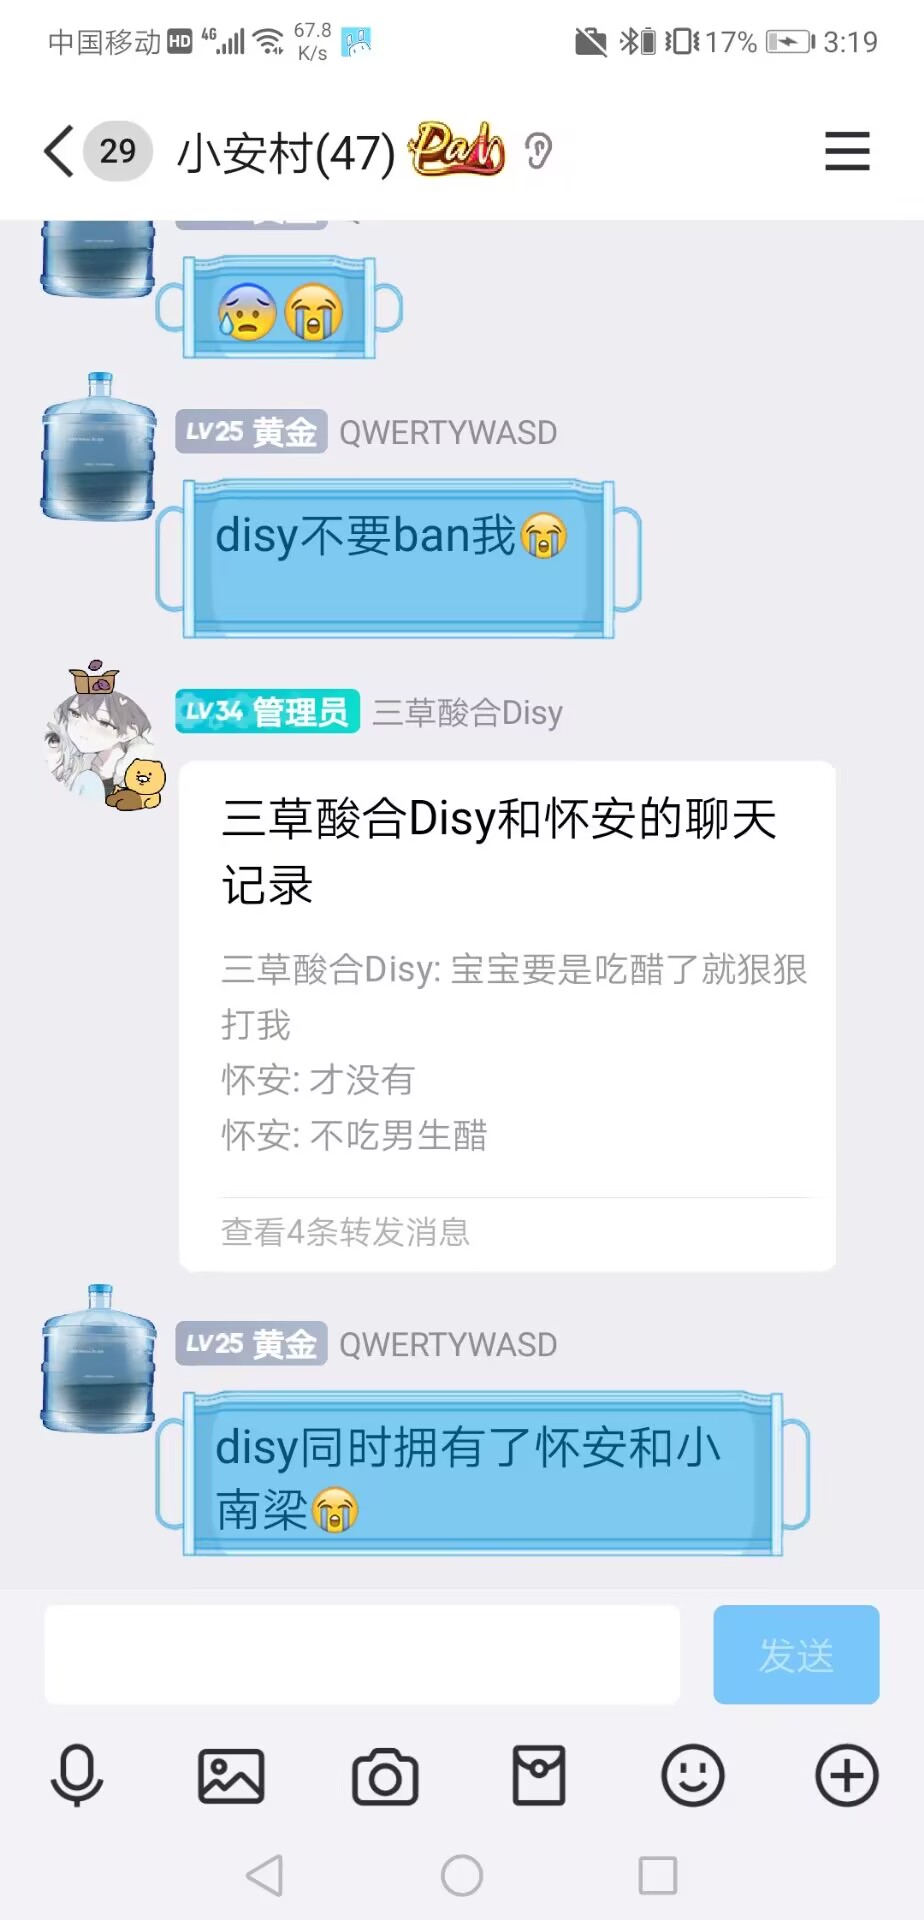 中国移动 HD 4G 67.8 K/s 17% 3:19
29 小安村(47) Pah
LV25 黄金 QWERTYWASD
disy不要ban我😭
LV34 管理员 三草酸合Disy
三草酸合Disy和怀安的聊天
记录
三草酸合Disy: 宝宝要是吃醋了就狠狠
打我
怀安: 才没有
怀安: 不吃男生醋
查看4条转发消息
LV25 黄金 QWERTYWASD
disy同时拥有了怀安和小
南梁😭
发送